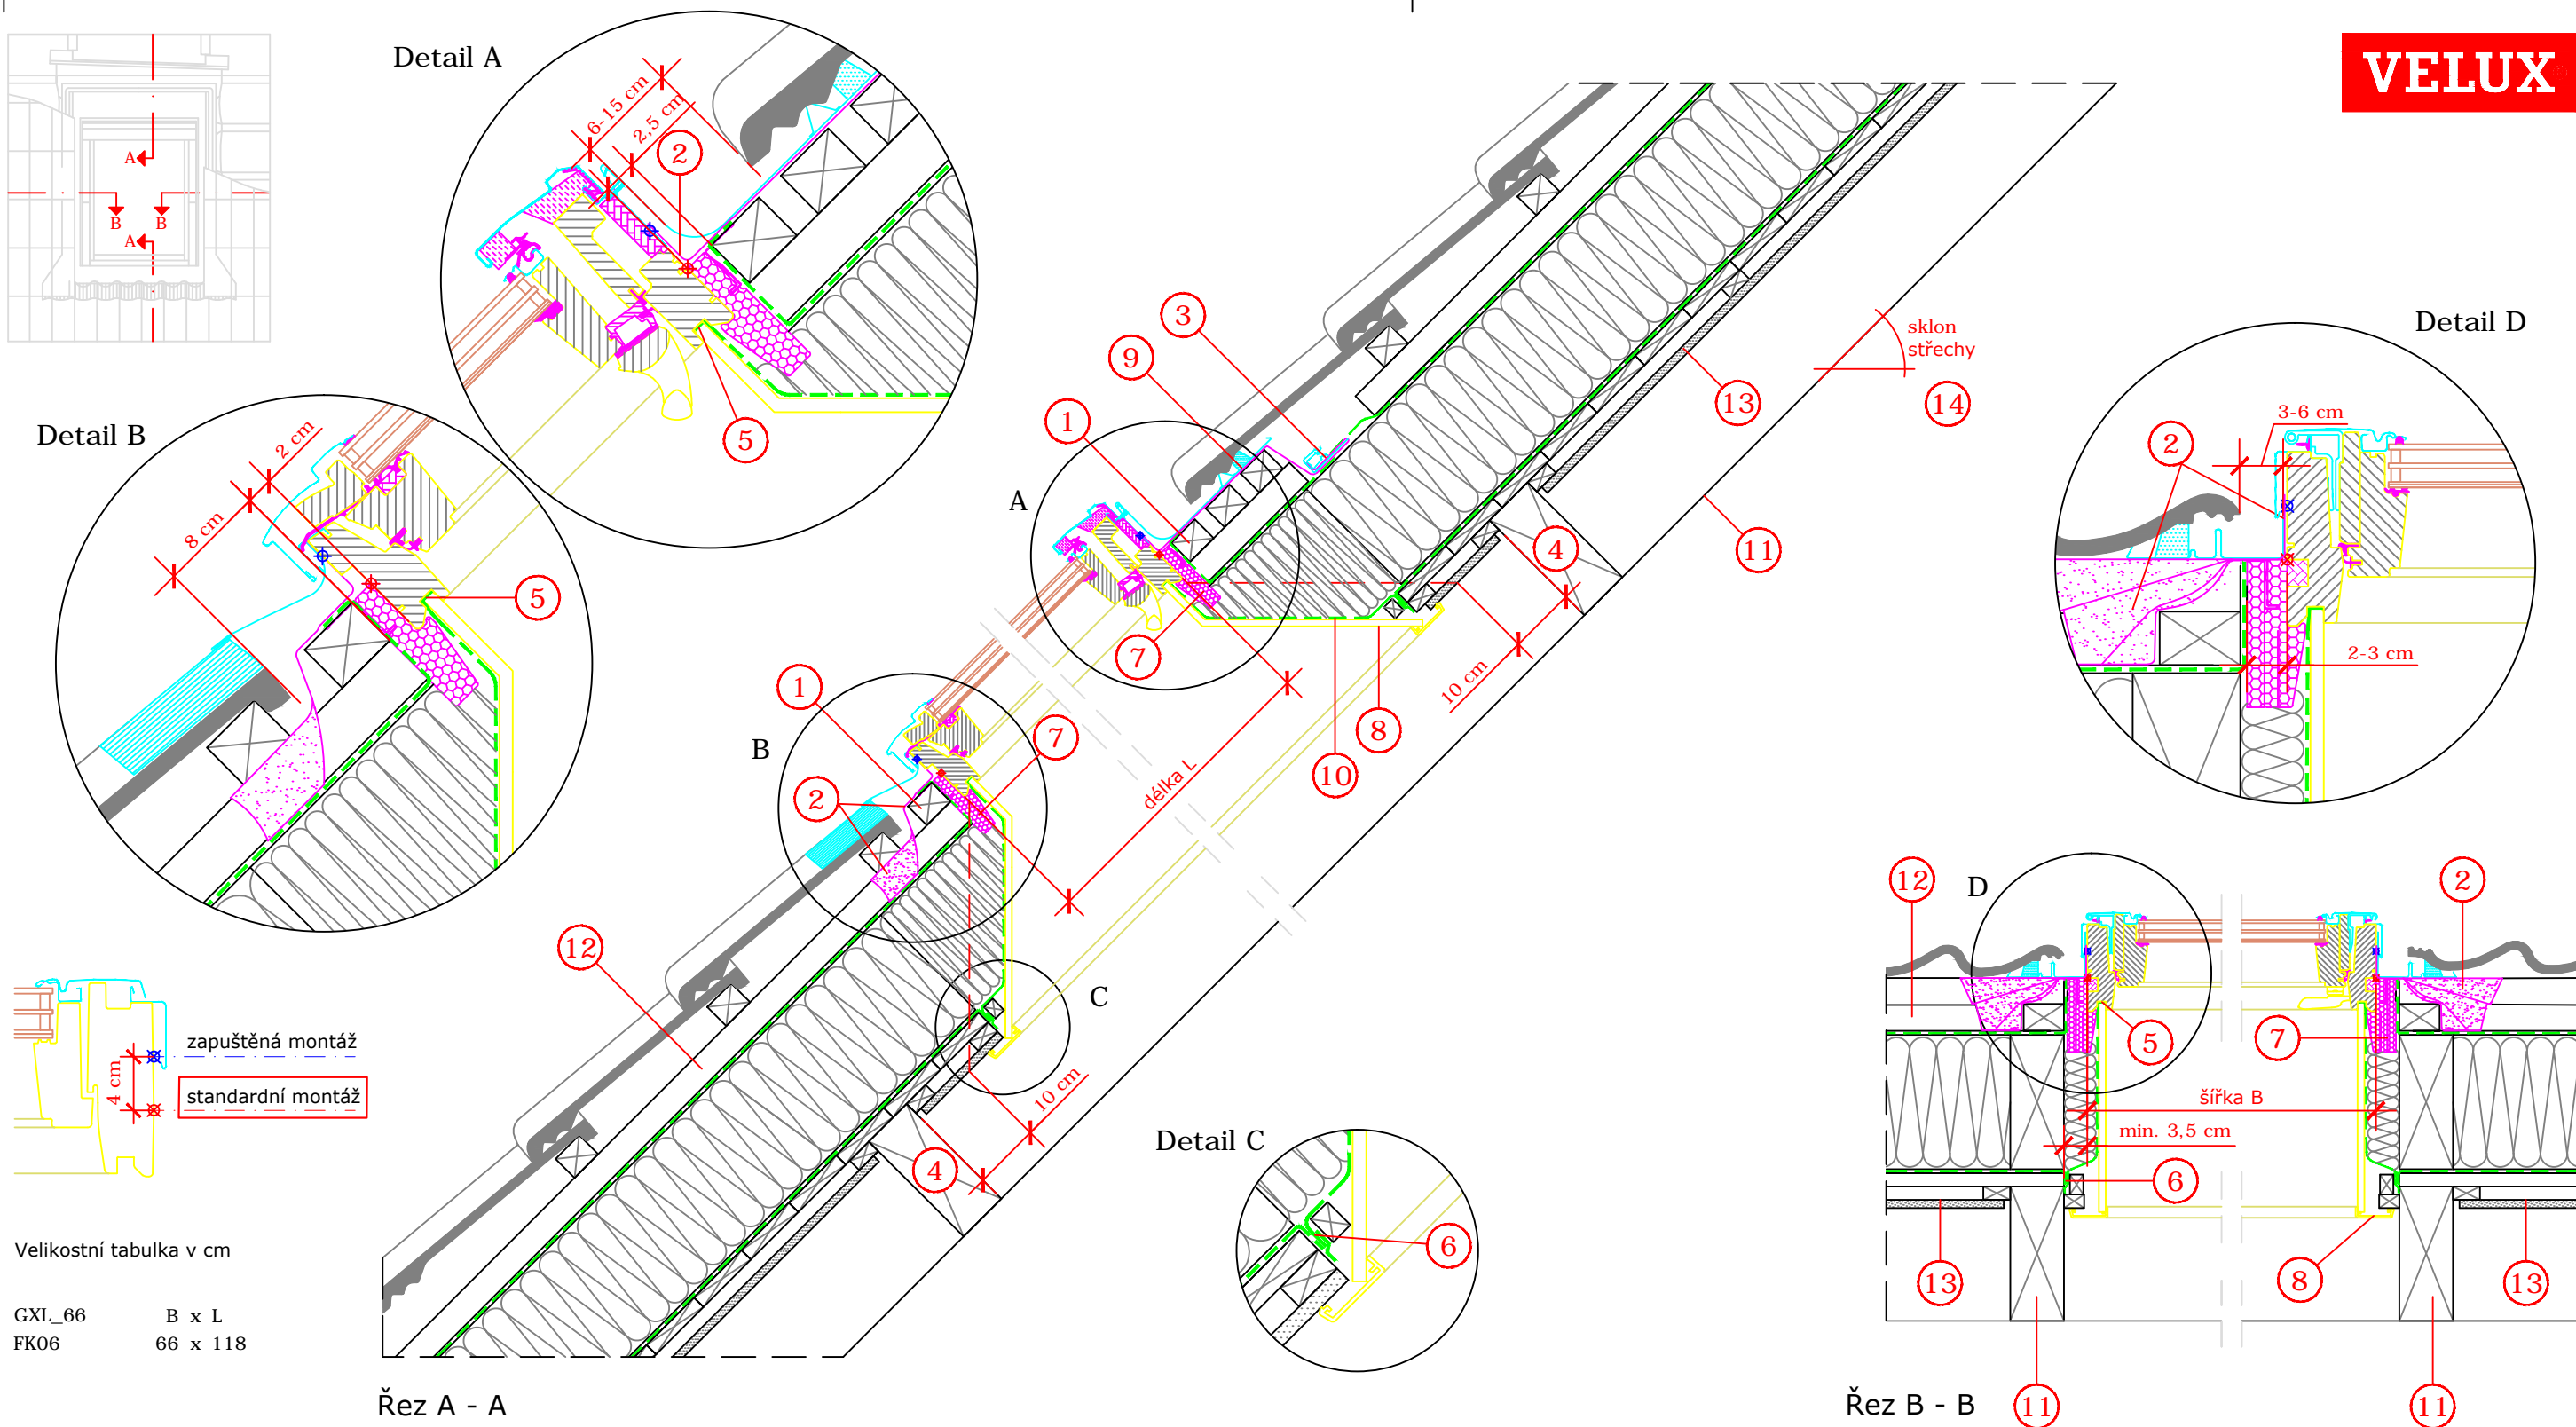 VELUX
Detail A
6-15 cm
2,5 cm
2
5
A
B
B
A
Detail B
2 cm
8 cm
5
3
9
1
A
7
sklon
střechy
14
13
11
4
10 cm
8
10
délka L
1
B
7
2
12
C
10 cm
4
Detail D
3-6 cm
2
2-3 cm
zapuštěná montáž
standardní montáž
4 cm
Detail C
6
12
D
2
5
7
šířka B
min. 3,5 cm
6
13
8
13
11
11
Velikostní tabulka v cm
GXL_66 B x L
FK06 66 x 118
Řez A - A
Řez B - B